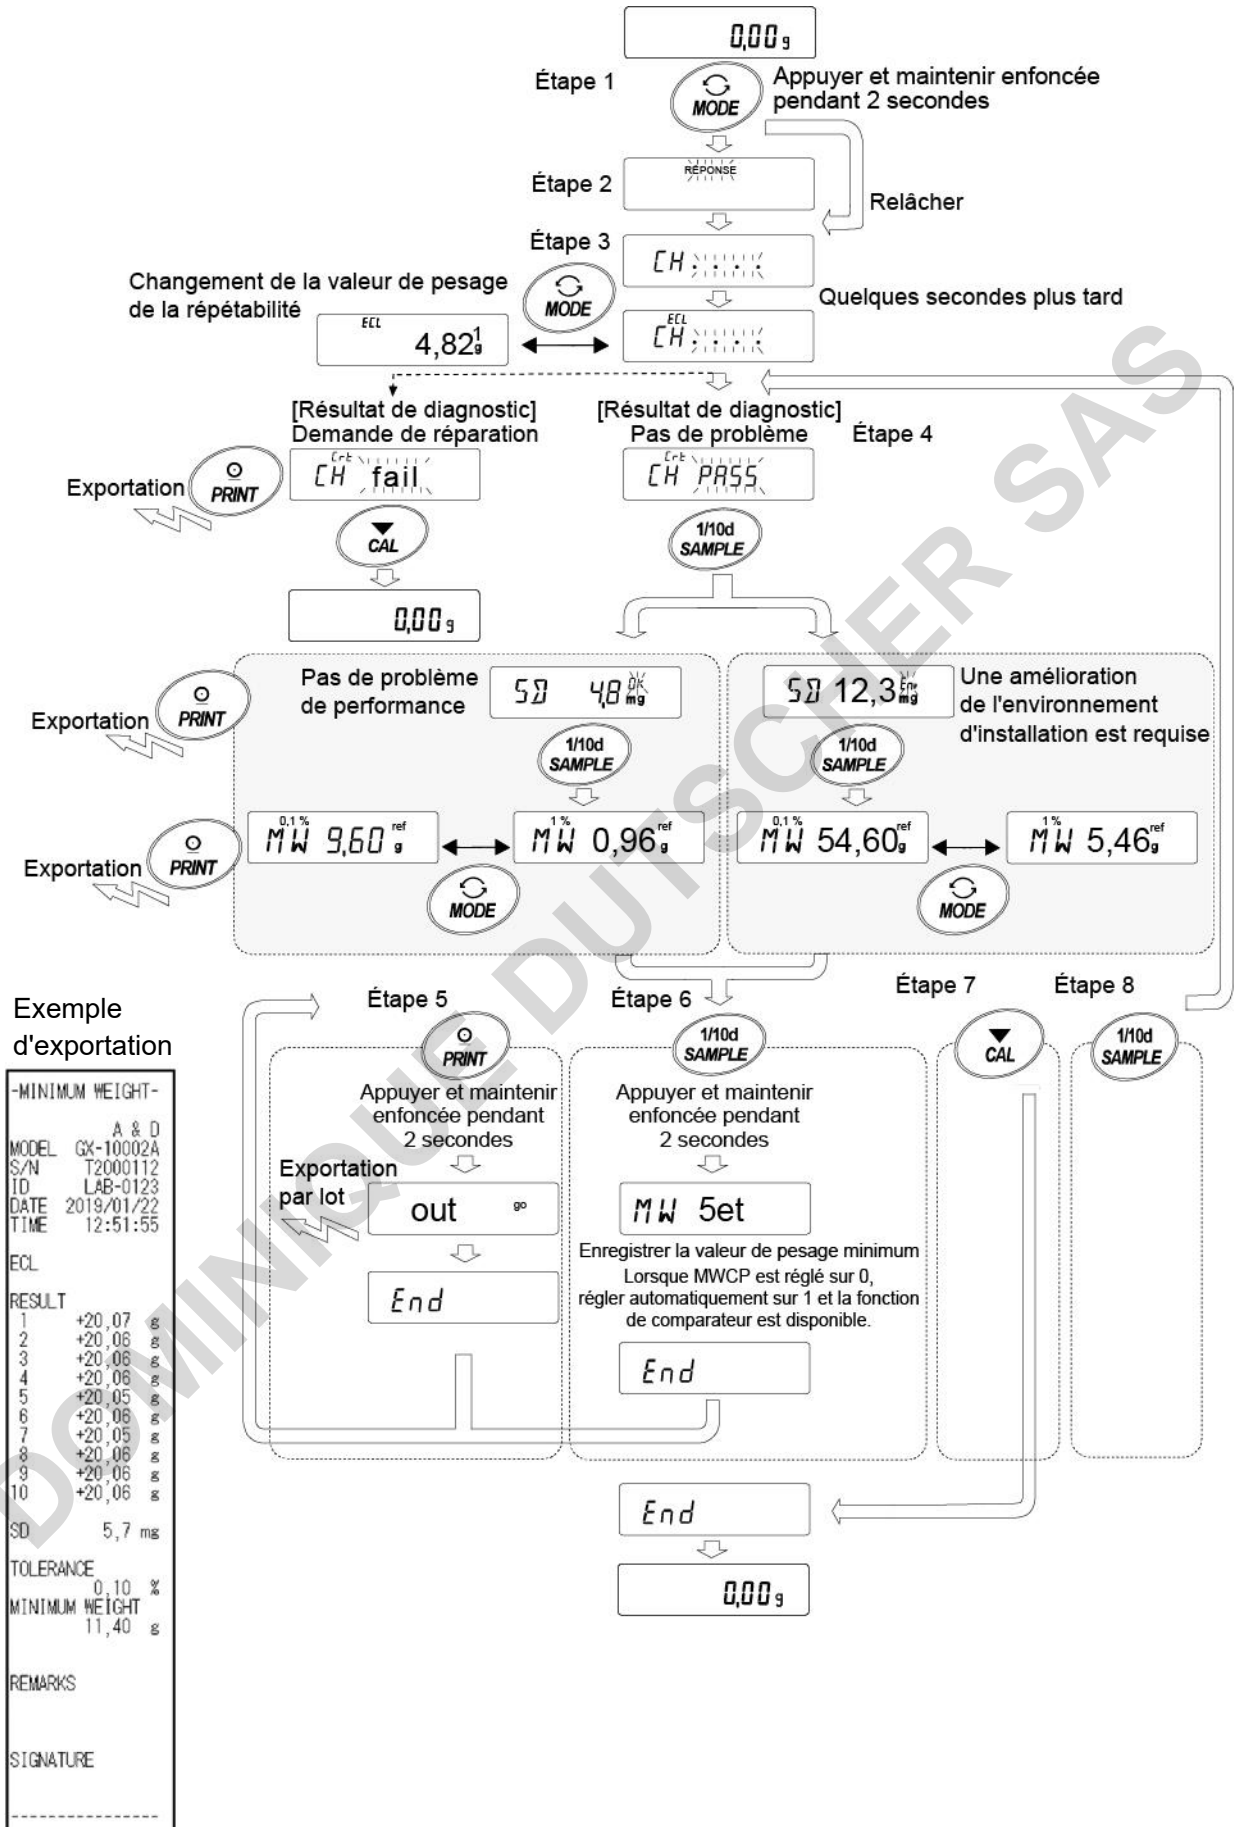 0,00 g
Étape 1
MODE
Appuyer et maintenir enfoncée
pendant 2 secondes
RÉPONSE
Étape 2
Relâcher
Étape 3
CH
Changement de la valeur de pesage
de la répétabilité
MODE
Quelques secondes plus tard
ECL
4,821 g
ECL
CH
[Résultat de diagnostic]
Demande de réparation
[Résultat de diagnostic]
Pas de problème
Étape 4
Exportation
PRINT
Crt
CH fail
Crt
CH PASS
CAL
1/10d
SAMPLE
0,00 g
Pas de problème
de performance
SD 4,8 OK mg
SD 12,3 Env mg
Une amélioration
de l'environnement
d'installation est requise
Exportation
PRINT
1/10d
SAMPLE
1/10d
SAMPLE
0,1 %
MW 9,60 ref g
1 %
MW 0,96 ref g
0,1 %
MW 54,60 ref g
1 %
MW 5,46 ref g
Exportation
PRINT
MODE
MODE
Étape 5
Étape 6
Étape 7
Étape 8
PRINT
1/10d
SAMPLE
CAL
1/10d
SAMPLE
Appuyer et maintenir
enfoncée pendant
2 secondes
Appuyer et maintenir
enfoncée pendant
2 secondes
Exportation
par lot
out go
MW 5et
Enregistrer la valeur de pesage minimum
Lorsque MWCP est réglé sur 0,
régler automatiquement sur 1 et la fonction
de comparateur est disponible.
End
End
End
0,00 g
Exemple
d'exportation
-MINIMUM WEIGHT-
A & D
MODEL GX-10002A
S/N T2000112
ID LAB-0123
DATE 2019/01/22
TIME 12:51:55
ECL
RESULT
1 +20,07 g
2 +20,06 g
3 +20,06 g
4 +20,06 g
5 +20,05 g
6 +20,06 g
7 +20,05 g
8 +20,06 g
9 +20,06 g
10 +20,06 g
SD 5,7 mg
TOLERANCE
0,10 %
MINIMUM WEIGHT
11,40 g
REMARKS
SIGNATURE
----------------
DOMINIQUE DUTSCHER SAS